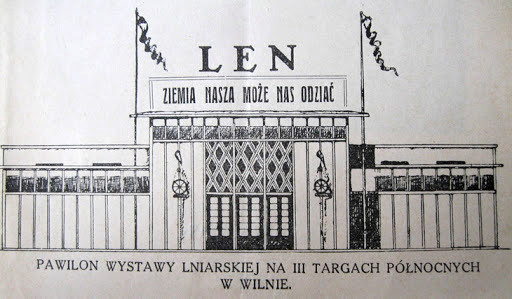 LEN
ZIEMIA NASZA MOŻE NAS ODZIAĆ
PAWILON WYSTAWY LNIARSKIEJ NA III TARGACH PÓŁNOCNYCH
W WILNIE.